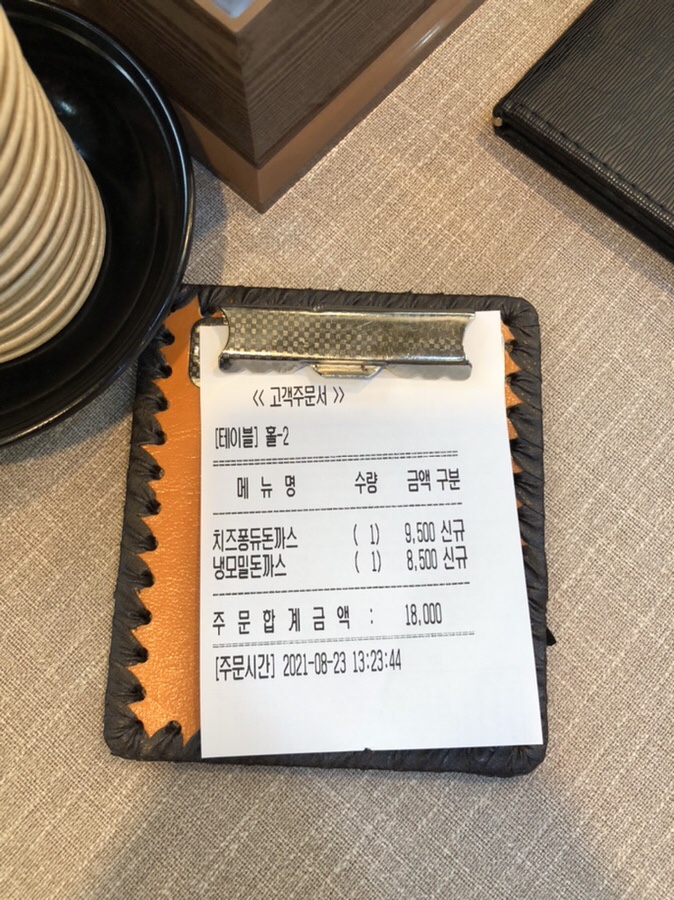 << 고객주문서 >>
[테이블] 홀-2
메 뉴 명 수량 금액 구분
치즈퐁듀돈까스 ( 1) 9,500 신규
냉모밀돈까스 ( 1) 8,500 신규
주 문 합 계 금 액 : 18,000
[주문시간] 2021-08-23 13:23:44